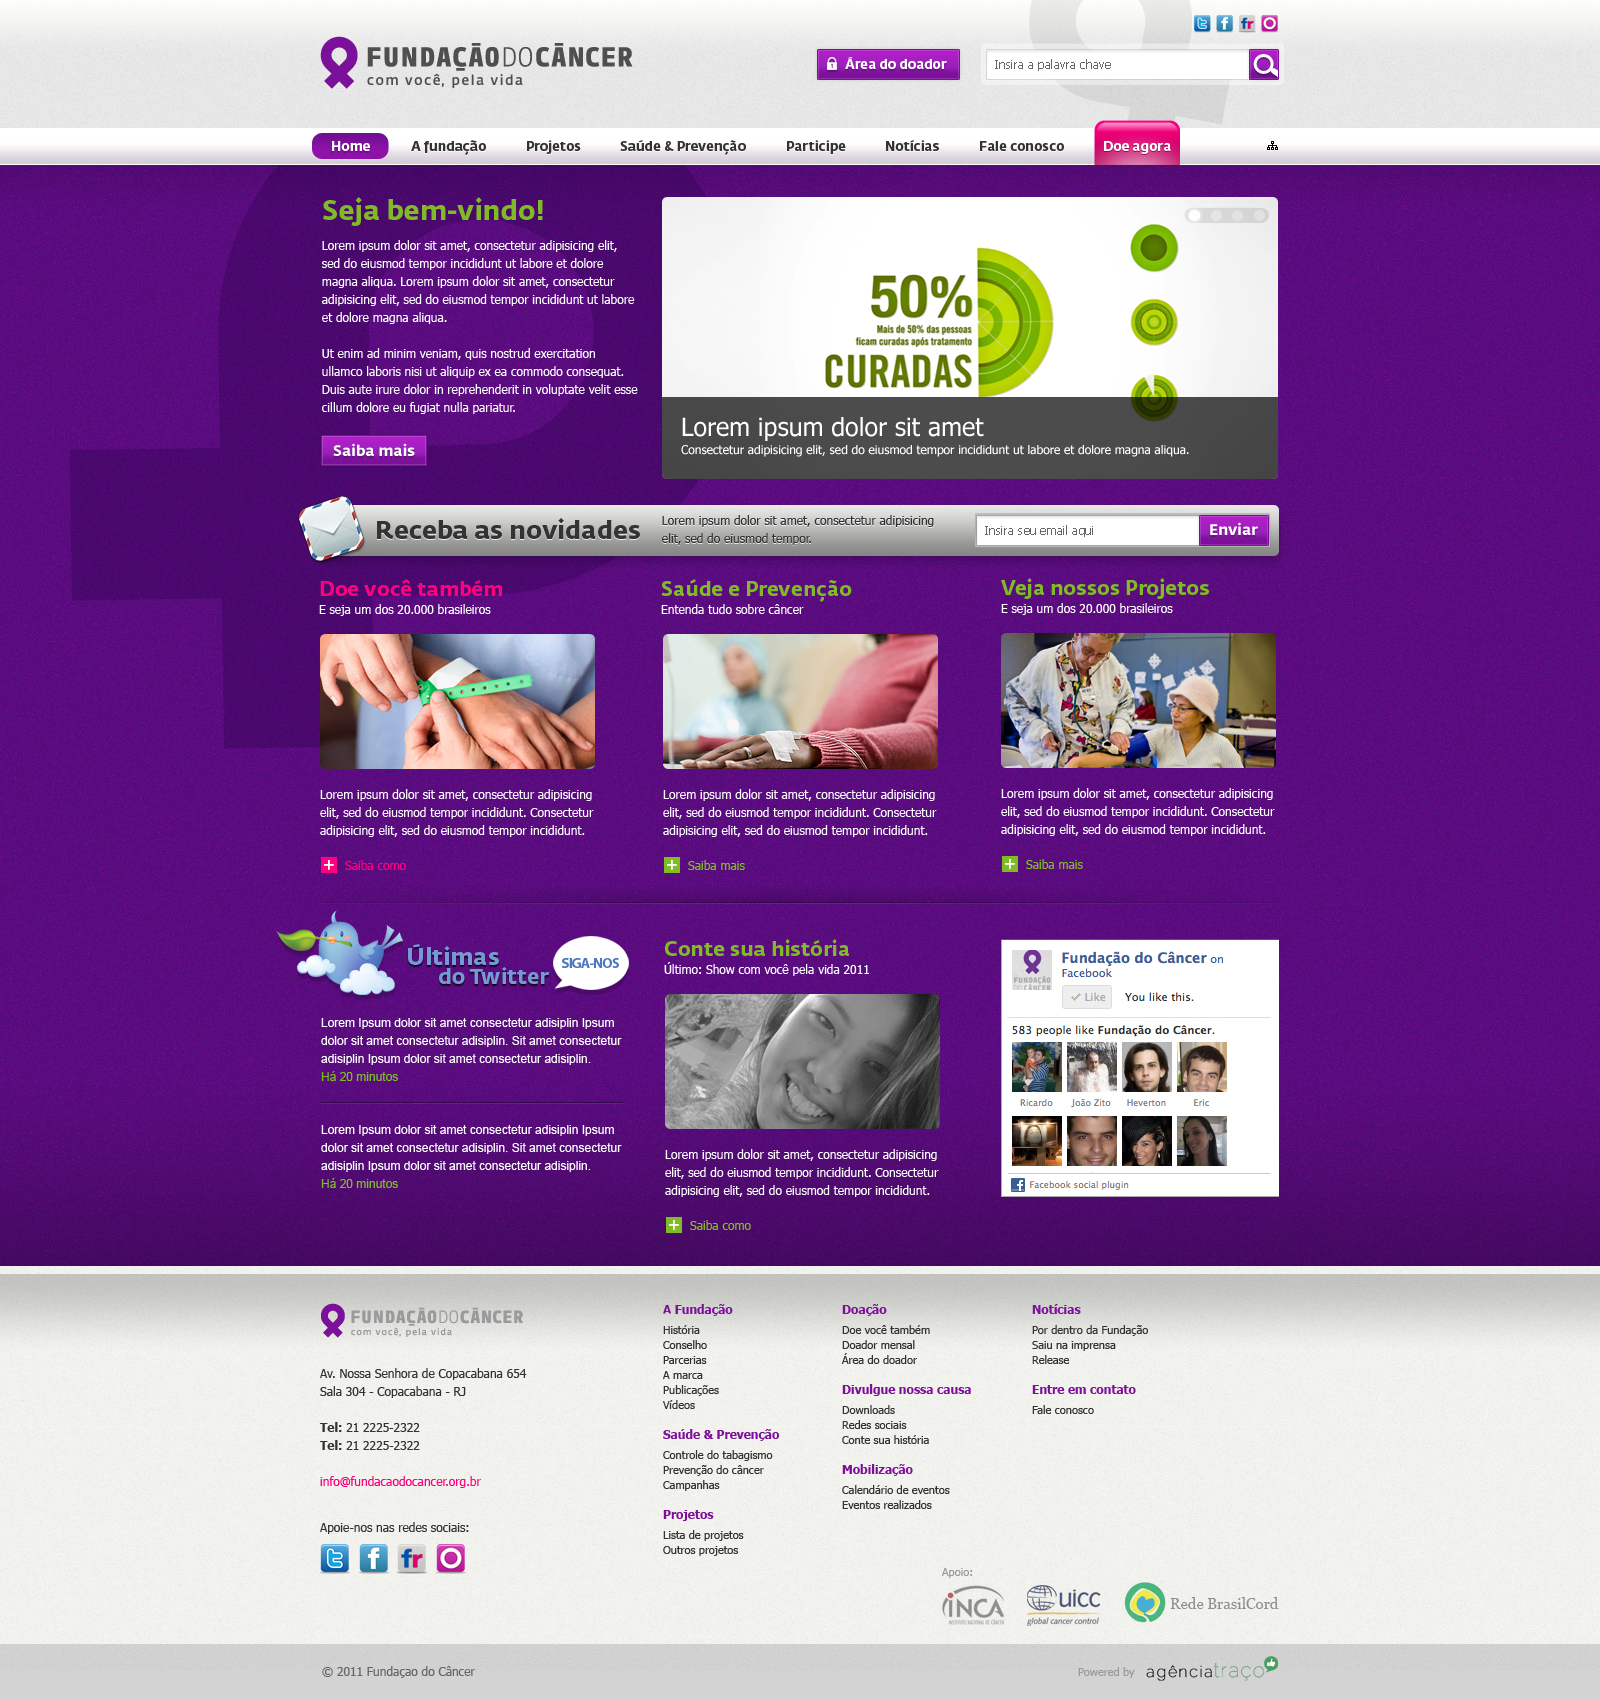 FUNDAÇÃODOCÂNCER
com você, pela vida
Área do doador
Insira a palavra chave
Home
A fundação
Projetos
Saúde & Prevenção
Participe
Notícias
Fale conosco
Doe agora
Seja bem-vindo!
Lorem ipsum dolor sit amet, consectetur adipisicing elit,
sed do eiusmod tempor incididunt ut labore et dolore
magna aliqua. Lorem ipsum dolor sit amet, consectetur
adipisicing elit, sed do eiusmod tempor incididunt ut labore
et dolore magna aliqua.
Ut enim ad minim veniam, quis nostrud exercitation
ullamco laboris nisi ut aliquip ex ea commodo consequat.
Duis aute irure dolor in reprehenderit in voluptate velit esse
cillum dolore eu fugiat nulla pariatur.
Saiba mais
50%
Mais de 50% das pessoas
ficam curadas após tratamento
CURADAS
Lorem ipsum dolor sit amet
Consectetur adipisicing elit, sed do eiusmod tempor incididunt ut labore et dolore magna aliqua.
Receba as novidades
Lorem ipsum dolor sit amet, consectetur adipisicing
elit, sed do eiusmod tempor.
Insira seu email aqui
Enviar
Doe você também
E seja um dos 20.000 brasileiros
Lorem ipsum dolor sit amet, consectetur adipisicing
elit, sed do eiusmod tempor incididunt. Consectetur
adipisicing elit, sed do eiusmod tempor incididunt.
Saiba como
Saúde e Prevenção
Entenda tudo sobre câncer
Lorem ipsum dolor sit amet, consectetur adipisicing
elit, sed do eiusmod tempor incididunt. Consectetur
adipisicing elit, sed do eiusmod tempor incididunt.
Saiba mais
Veja nossos Projetos
E seja um dos 20.000 brasileiros
Lorem ipsum dolor sit amet, consectetur adipisicing
elit, sed do eiusmod tempor incididunt. Consectetur
adipisicing elit, sed do eiusmod tempor incididunt.
Saiba mais
Últimas
do Twitter
SIGA-NOS
Lorem Ipsum dolor sit amet consectetur adisiplin Ipsum
dolor sit amet consectetur adisiplin. Sit amet consectetur
adisiplin Ipsum dolor sit amet consectetur adisiplin.
Há 20 minutos
Lorem Ipsum dolor sit amet consectetur adisiplin Ipsum
dolor sit amet consectetur adisiplin. Sit amet consectetur
adisiplin Ipsum dolor sit amet consectetur adisiplin.
Há 20 minutos
Conte sua história
Último: Show com você pela vida 2011
Lorem ipsum dolor sit amet, consectetur adipisicing
elit, sed do eiusmod tempor incididunt. Consectetur
adipisicing elit, sed do eiusmod tempor incididunt.
Saiba como
FUNDAÇÃO
DOCÂNCER
Fundação do Câncer on
Facebook
Like
You like this.
583 people like Fundação do Câncer.
Ricardo
João Zito
Heverton
Eric
Facebook social plugin
FUNDAÇÃODOCÂNCER
com você, pela vida
Av. Nossa Senhora de Copacabana 654
Sala 304 - Copacabana - RJ
Tel: 21 2225-2322
Tel: 21 2225-2322
info@fundacaodocancer.org.br
Apoie-nos nas redes sociais:
fr
A Fundação
História
Conselho
Parcerias
A marca
Publicações
Vídeos
Saúde & Prevenção
Controle do tabagismo
Prevenção do câncer
Campanhas
Projetos
Lista de projetos
Outros projetos
Doação
Doe você também
Doador mensal
Área do doador
Divulgue nossa causa
Downloads
Redes sociais
Conte sua história
Mobilização
Calendário de eventos
Eventos realizados
Notícias
Por dentro da Fundação
Saiu na imprensa
Release
Entre em contato
Fale conosco
Apoio:
INCA
INSTITUTO NACIONAL DE CÂNCER
uicc
global cancer control
Rede BrasilCord
© 2011 Fundaçao do Câncer
Powered by
agênciatraço